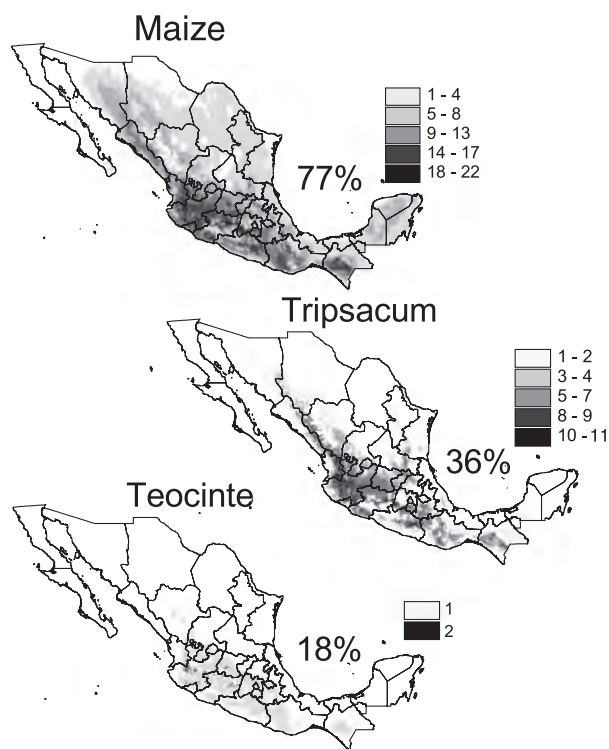 Maize
1 - 4
5 - 8
9 - 13
14 - 17
18 - 22
77%
Tripsacum
1 - 2
3 - 4
5 - 7
8 - 9
10 - 11
36%
Teocinte
1
2
18%